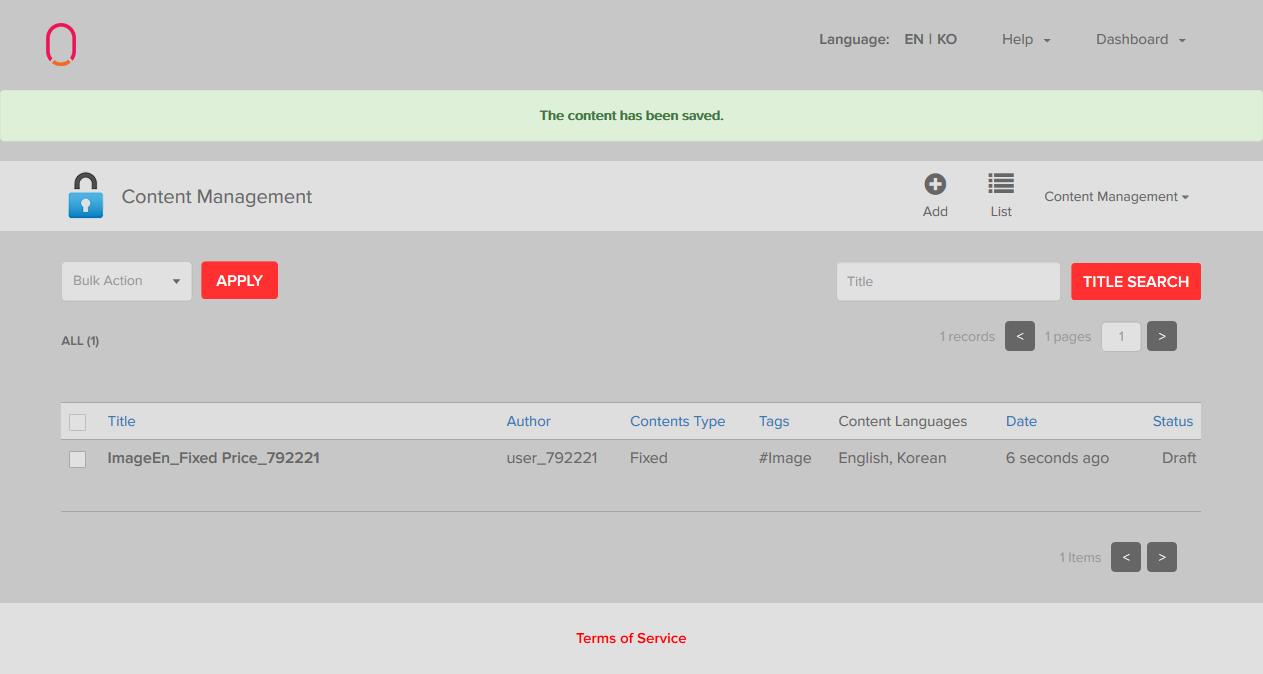 Language: EN | KO Help Dashboard
The content has been saved.
Content Management Add List Content Management
Bulk Action APPLY Title TITLE SEARCH
ALL (1) 1 records < 1 pages 1 >
Title Author Contents Type Tags Content Languages Date Status
ImageEn_Fixed Price_792221 user_792221 Fixed #Image English, Korean 6 seconds ago Draft
1 Items < >
Terms of Service